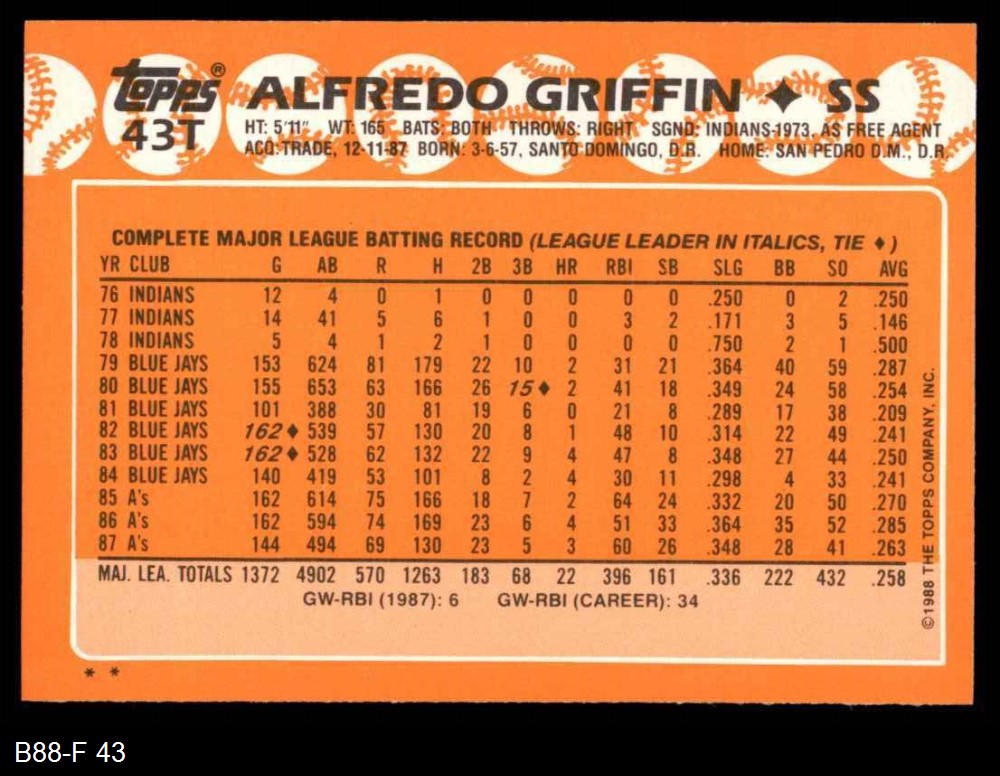 topps® ALFREDO GRIFFIN ✦ SS
43T
HT: 5'11" WT: 165 BATS: BOTH THROWS: RIGHT SGND: INDIANS-1973, AS FREE AGENT
ACQ: TRADE, 12-11-87 BORN: 3-6-57, SANTO DOMINGO, D.R. HOME: SAN PEDRO D.M., D.R.
COMPLETE MAJOR LEAGUE BATTING RECORD (LEAGUE LEADER IN ITALICS, TIE ♦)
YR CLUB G AB R H 2B 3B HR RBI SB SLG BB SO AVG
76 INDIANS 12 4 0 1 0 0 0 0 0 .250 0 2 .250
77 INDIANS 14 41 5 6 1 0 0 3 2 .171 3 5 .146
78 INDIANS 5 4 1 2 1 0 0 0 0 .750 2 1 .500
79 BLUE JAYS 153 624 81 179 22 10 2 31 21 .364 40 59 .287
80 BLUE JAYS 155 653 63 166 26 15♦ 2 41 18 .349 24 58 .254
81 BLUE JAYS 101 388 30 81 19 6 0 21 8 .289 17 38 .209
82 BLUE JAYS 162♦ 539 57 130 20 8 1 48 10 .314 22 49 .241
83 BLUE JAYS 162♦ 528 62 132 22 9 4 47 8 .348 27 44 .250
84 BLUE JAYS 140 419 53 101 8 2 4 30 11 .298 4 33 .241
85 A's 162 614 75 166 18 7 2 64 24 .332 20 50 .270
86 A's 162 594 74 169 23 6 4 51 33 .364 35 52 .285
87 A's 144 494 69 130 23 5 3 60 26 .348 28 41 .263
MAJ. LEA. TOTALS 1372 4902 570 1263 183 68 22 396 161 .336 222 432 .258
GW-RBI (1987): 6 GW-RBI (CAREER): 34
©1988 THE TOPPS COMPANY, INC.
* *
B88-F 43